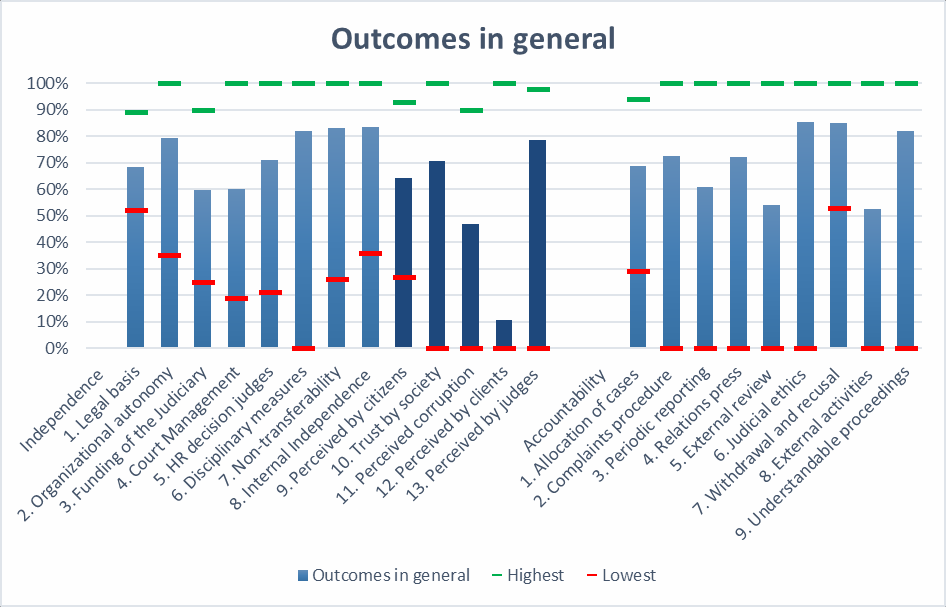 Outcomes in general
100%
90%
80%
70%
60%
50%
40%
30%
20%
10%
0%
Independence
1. Legal basis
2. Organizational autonomy
3. Funding of the Judiciary
4. Court Management
5. HR decision judges
6. Disciplinary measures
7. Non-transferability
8. Internal Independence
9. Perceived by citizens
10. Trust by society
11. Perceived corruption
12. Perceived by clients
13. Perceived by judges
Accountability
1. Allocation of cases
2. Complaints procedure
3. Periodic reporting
4. Relations press
5. External review
6. Judicial ethics
7. Withdrawal and recusal
8. External activities
9. Understandable proceedings
Outcomes in general
Highest
Lowest